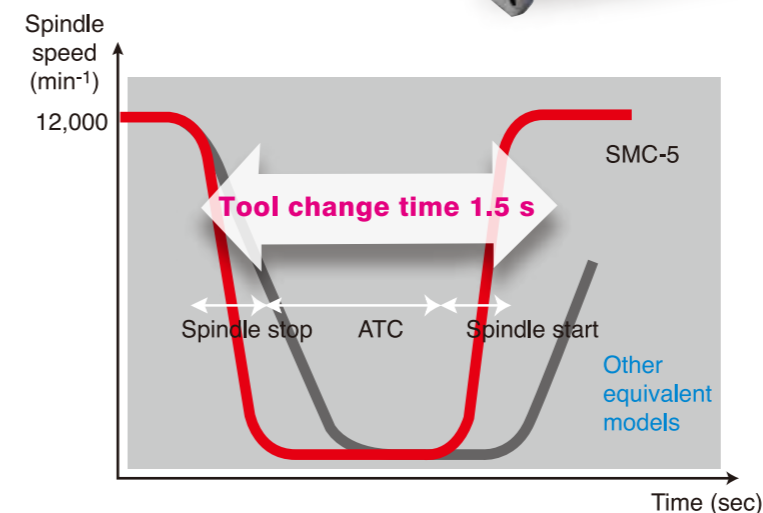 Spindle
speed
(min-1)
12,000
SMC-5
Tool change time 1.5 s
Spindle stop ATC Spindle start
Other
equivalent
models
Time (sec)